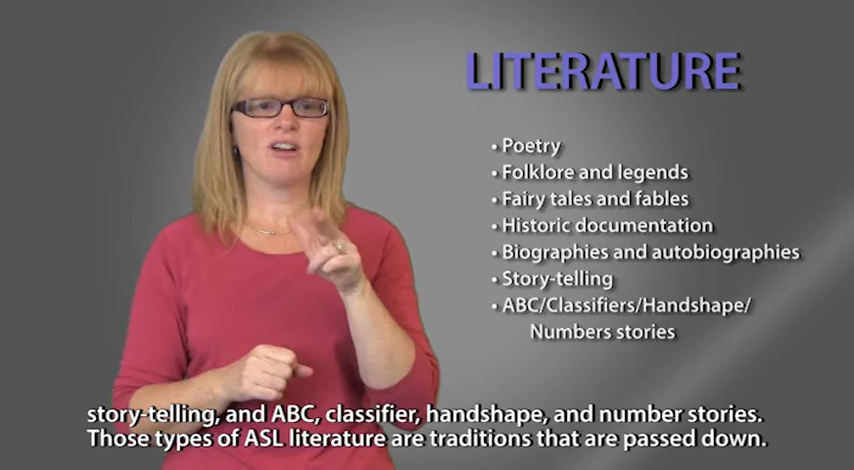 LITERATURE
• Poetry
• Folklore and legends
• Fairy tales and fables
• Historic documentation
• Biographies and autobiographies
• Story-telling
• ABC/Classifiers/Handshape/
Numbers stories
story-telling, and ABC, classifier, handshape, and number stories.
Those types of ASL literature are traditions that are passed down.